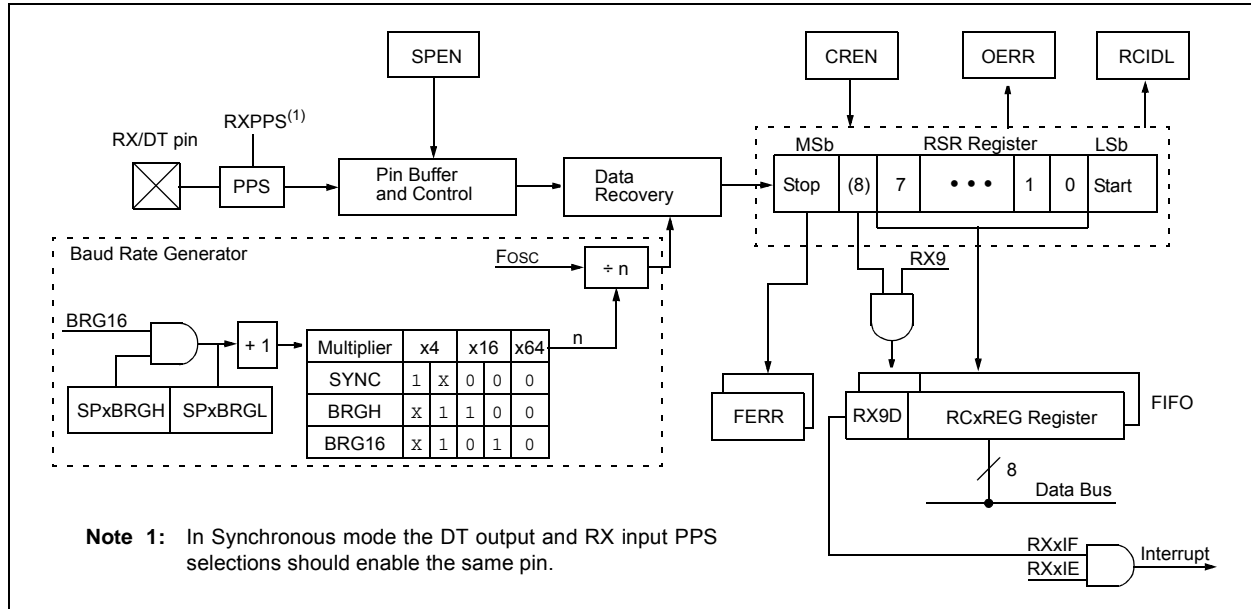 SPEN
CREN
OERR
RCIDL
RXPPS(1)
RX/DT pin
PPS
Pin Buffer
and Control
Data
Recovery
MSb RSR Register LSb
Stop (8) 7 • • • 1 0 Start
Baud Rate Generator
FOSC
÷ n
RX9
BRG16
+ 1
n
SPxBRGH SPxBRGL
Multiplier x4 x16 x64
SYNC 1 X 0 0 0
BRGH X 1 1 0 0
BRG16 X 1 0 1 0
FERR
RX9D RCxREG Register
FIFO
8
Data Bus
RXxIF
RXxIE
Interrupt
Note 1: In Synchronous mode the DT output and RX input PPS
selections should enable the same pin.